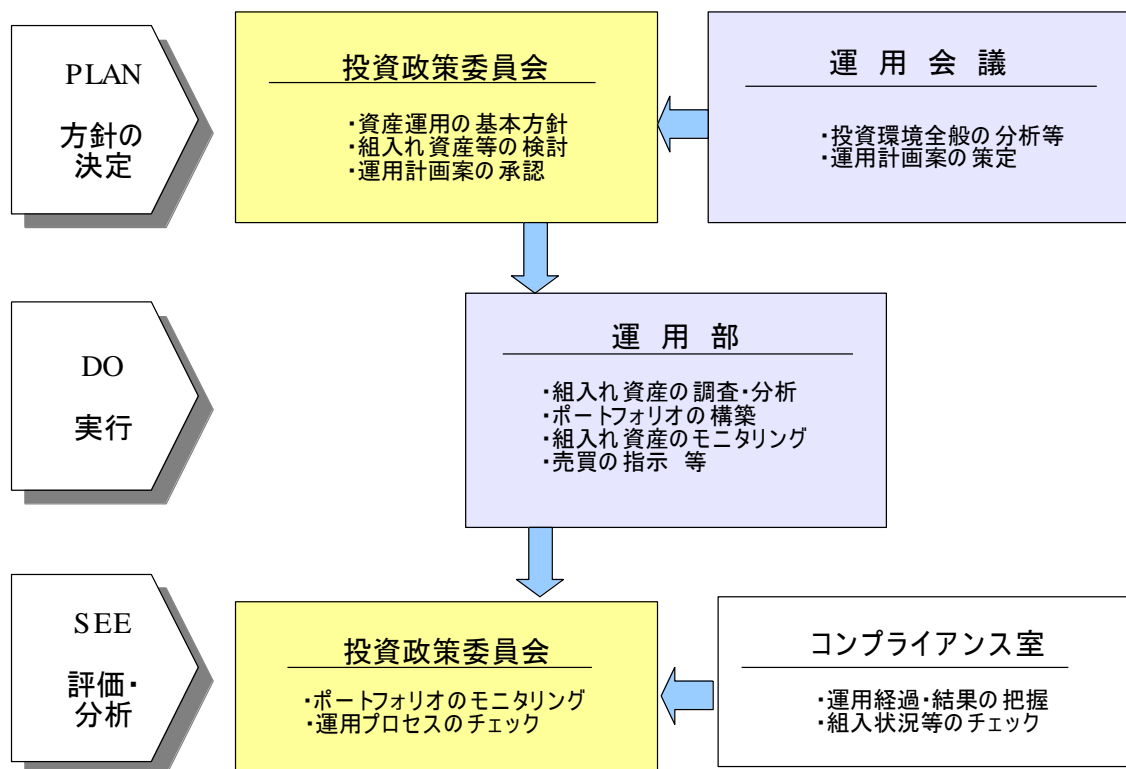 PLAN
方針の
決定
投資政策委員会
・資産運用の基本方針
・組入れ資産等の検討
・運用計画案の承認
運用会議
・投資環境全般の分析等
・運用計画案の策定
DO
実行
運用部
・組入れ資産の調査・分析
・ポートフォリオの構築
・組入れ資産のモニタリング
・売買の指示 等
SEE
評価・
分析
投資政策委員会
・ポートフォリオのモニタリング
・運用プロセスのチェック
コンプライアンス室
・運用経過・結果の把握
・組入状況等のチェック